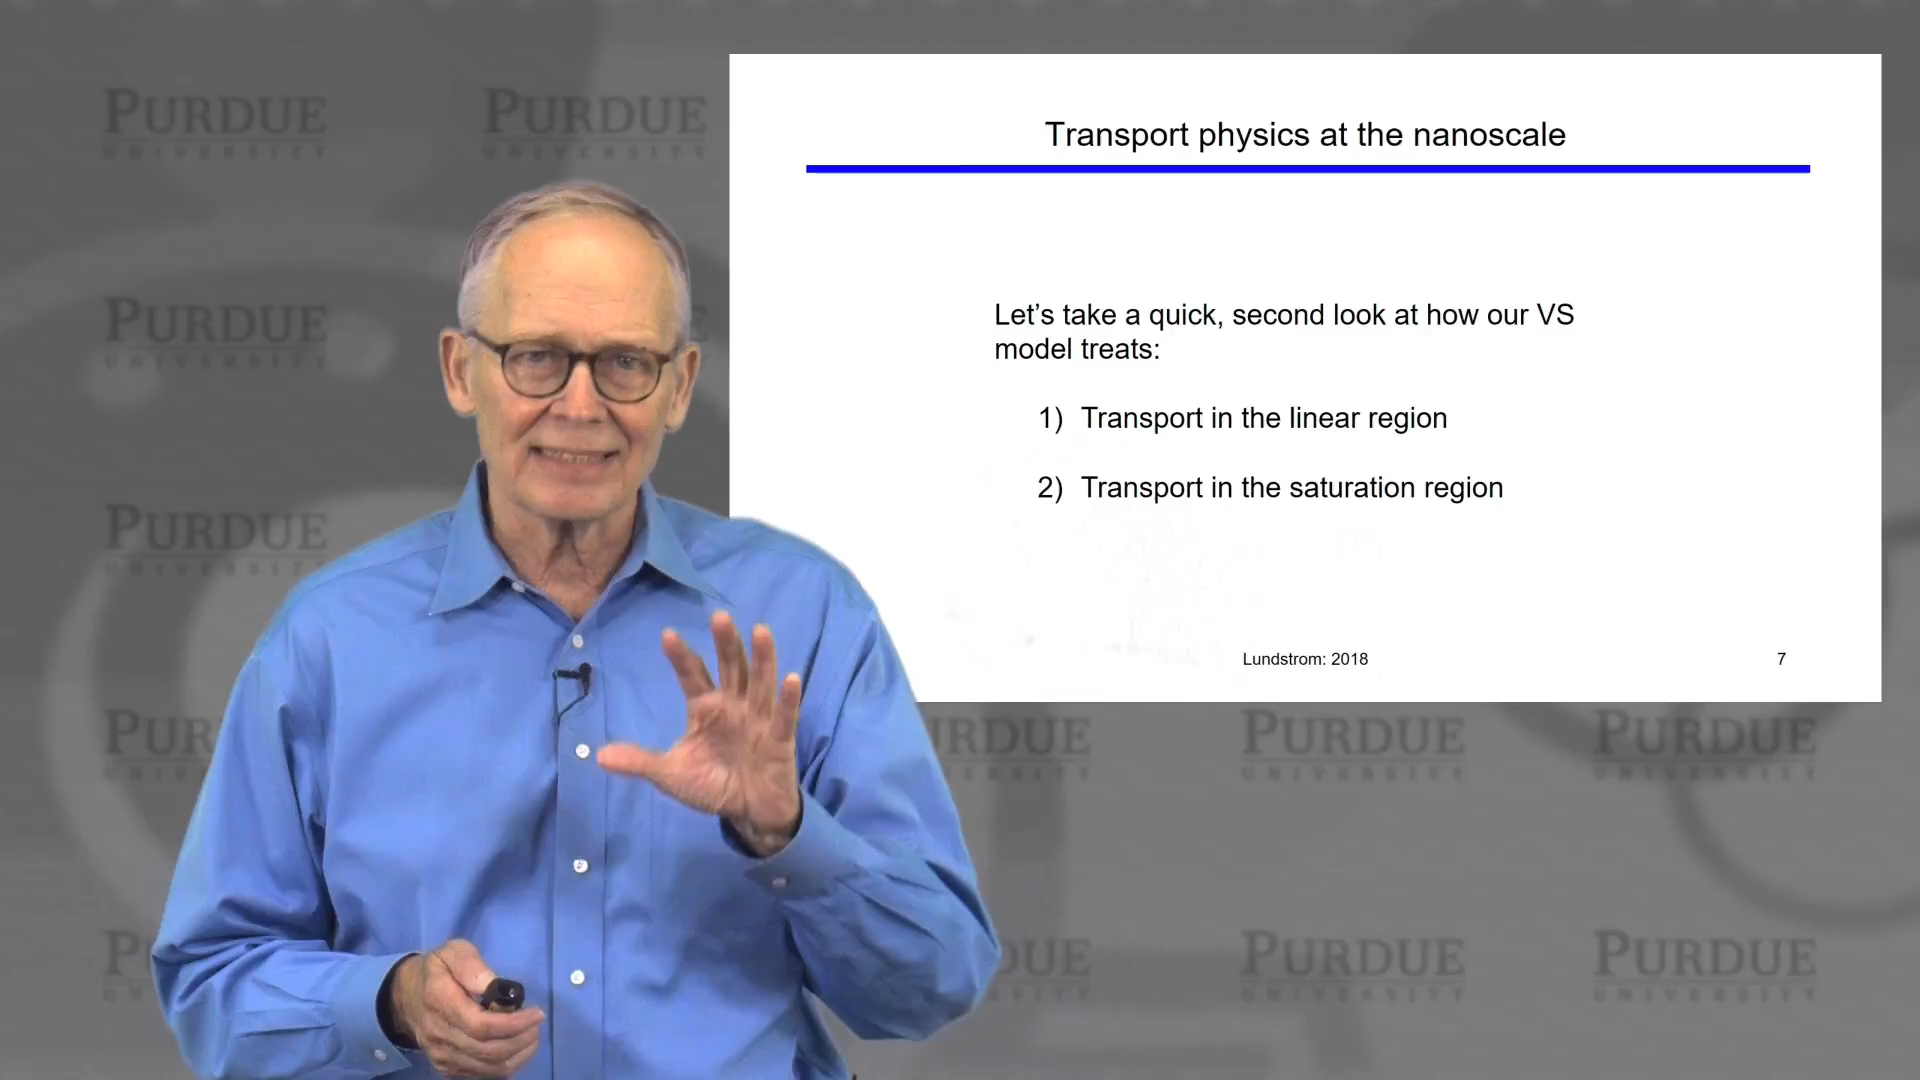 Transport physics at the nanoscale
Let's take a quick, second look at how our VS
model treats:
1) Transport in the linear region
2) Transport in the saturation region
Lundstrom: 2018
7
PURDUE
UNIVERSITY
PURDUE
UNIVERSITY
PURDUE
UNIVERSITY
PURDUE
UNIVERSITY
PURDUE
UNIVERSITY
PURDUE
UNIVERSITY
PURDUE
UNIVERSITY
PURDUE
UNIVERSITY